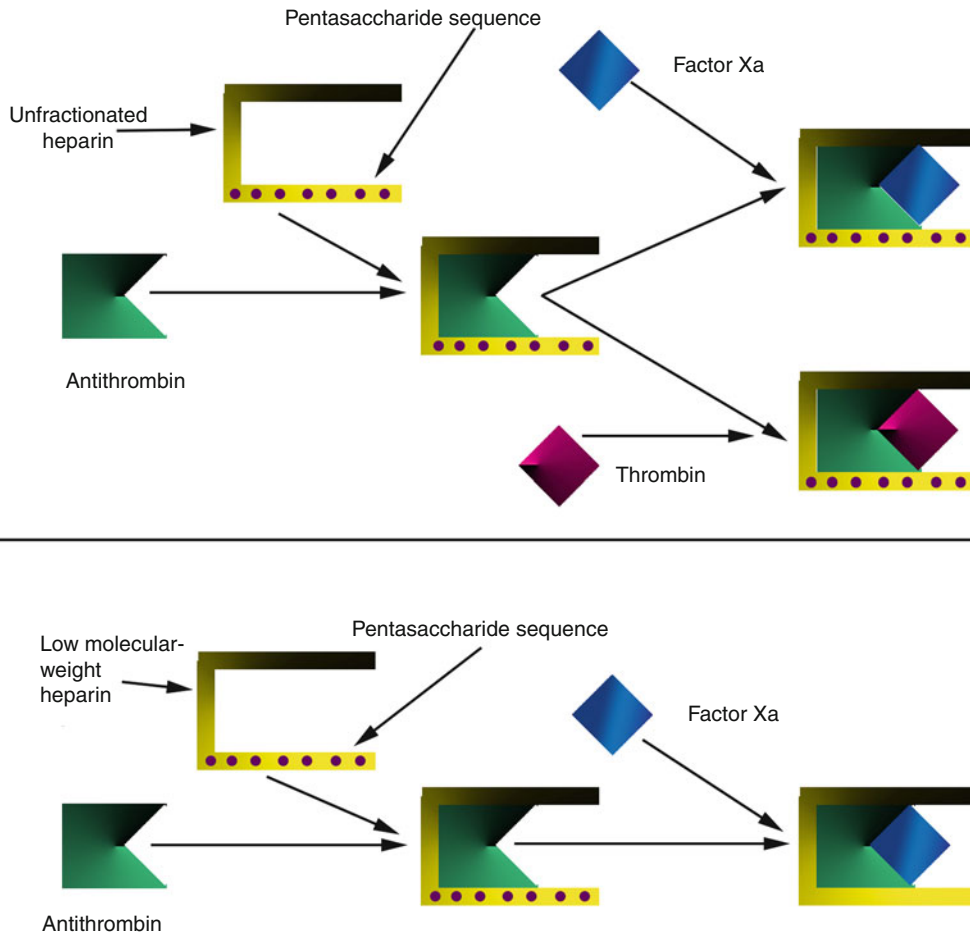 Pentasaccharide sequence
Factor Xa
Unfractionated
heparin
Antithrombin
Thrombin
Low molecular-
weight
heparin
Pentasaccharide sequence
Factor Xa
Antithrombin